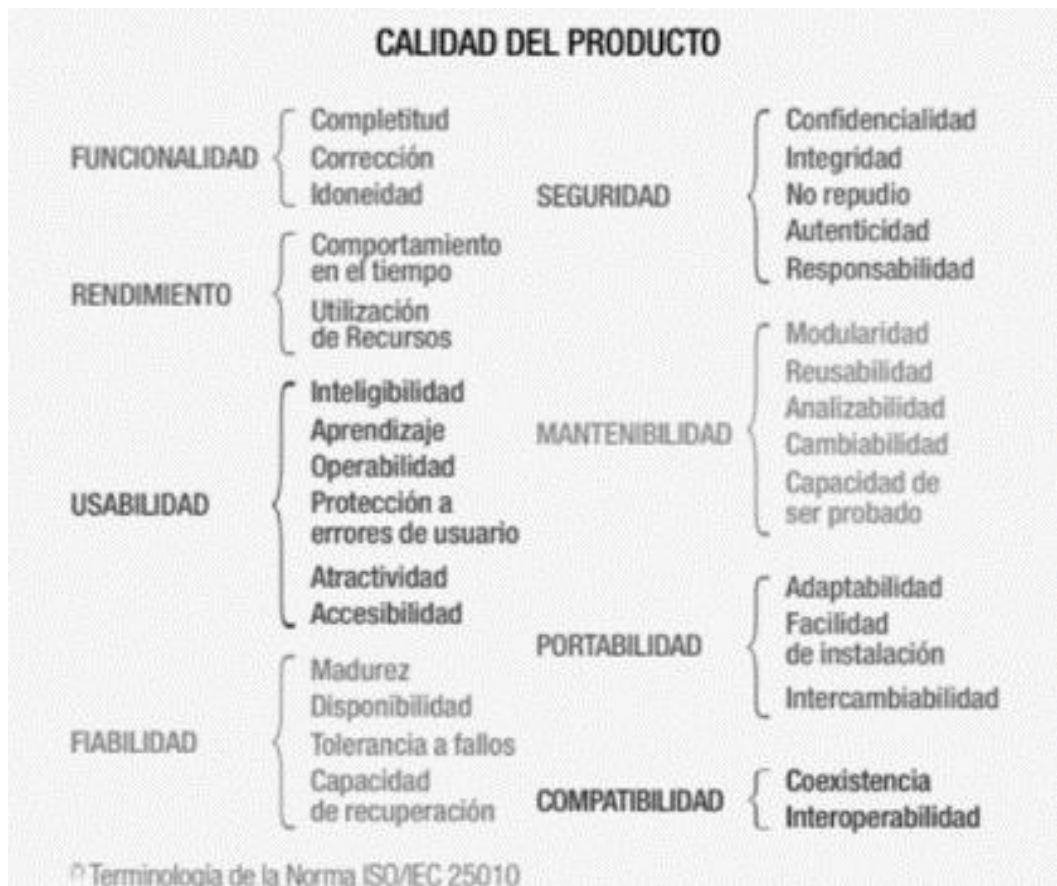 CALIDAD DEL PRODUCTO
FUNCIONALIDAD
Completitud
Corrección
Idoneidad
RENDIMIENTO
Comportamiento
en el tiempo
Utilización
de Recursos
USABILIDAD
Inteligibilidad
Aprendizaje
Operabilidad
Protección a
errores de usuario
Atractividad
Accesibilidad
FIABILIDAD
Madurez
Disponibilidad
Tolerancia a fallos
Capacidad
de recuperación
SEGURIDAD
Confidencialidad
Integridad
No repudio
Autenticidad
Responsabilidad
MANTENIBILIDAD
Modularidad
Reusabilidad
Analizabilidad
Cambiabilidad
Capacidad de
ser probado
PORTABILIDAD
Adaptabilidad
Facilidad
de instalación
Intercambiabilidad
COMPATIBILIDAD
Coexistencia
Interoperabilidad
Terminología de la Norma ISO/IEC 25010